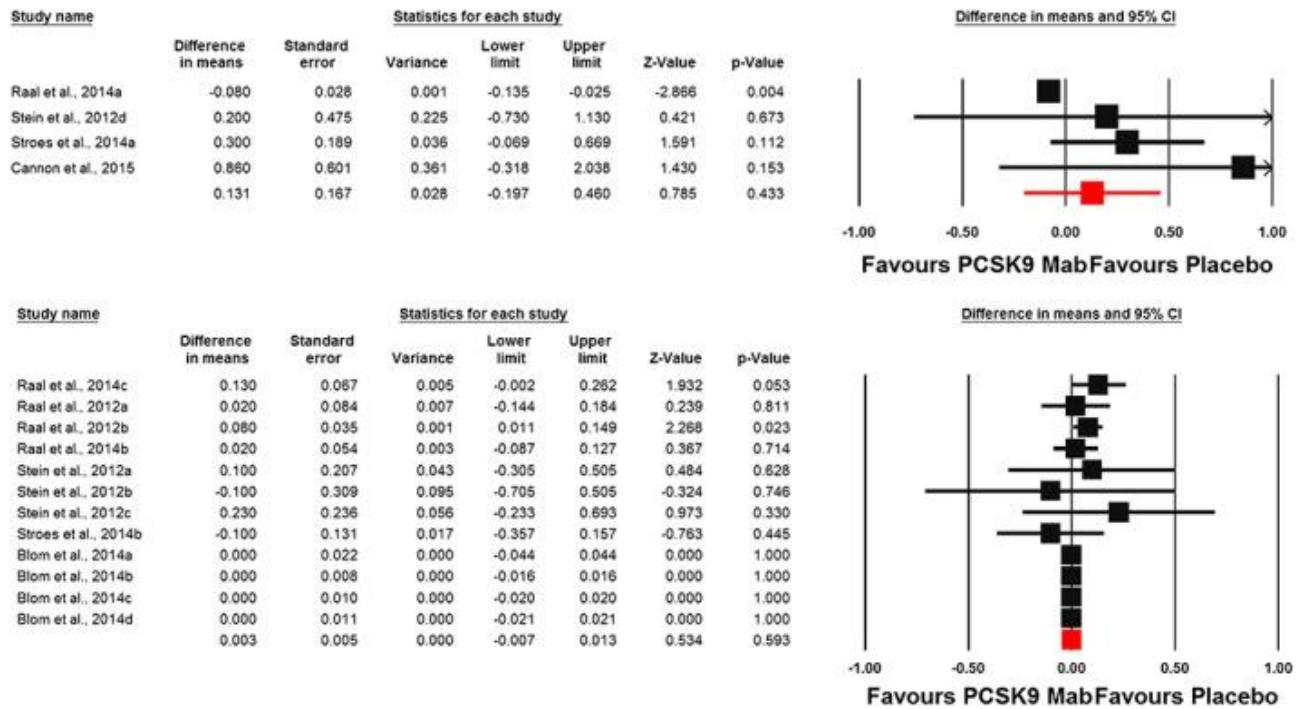 Study name Statistics for each study Difference in means and 95% CI
Difference in means Standard error Variance Lower limit Upper limit Z-Value p-Value
Raal et al., 2014a -0.080 0.028 0.001 -0.135 -0.025 -2.866 0.004
Stein et al., 2012d 0.200 0.475 0.225 -0.730 1.130 0.421 0.673
Stroes et al., 2014a 0.300 0.189 0.036 -0.069 0.669 1.591 0.112
Cannon et al., 2015 0.860 0.601 0.361 -0.318 2.038 1.430 0.153
0.131 0.167 0.028 -0.197 0.460 0.785 0.433
-1.00 -0.50 0.00 0.50 1.00
Favours PCSK9 MabFavours Placebo
Study name Statistics for each study Difference in means and 95% CI
Difference in means Standard error Variance Lower limit Upper limit Z-Value p-Value
Raal et al., 2014c 0.130 0.067 0.005 -0.002 0.262 1.932 0.053
Raal et al., 2012a 0.020 0.084 0.007 -0.144 0.184 0.239 0.811
Raal et al., 2012b 0.080 0.035 0.001 0.011 0.149 2.268 0.023
Raal et al., 2014b 0.020 0.054 0.003 -0.087 0.127 0.367 0.714
Stein et al., 2012a 0.100 0.207 0.043 -0.305 0.505 0.484 0.628
Stein et al., 2012b -0.100 0.309 0.095 -0.705 0.505 -0.324 0.746
Stein et al., 2012c 0.230 0.236 0.056 -0.233 0.693 0.973 0.330
Stroes et al., 2014b -0.100 0.131 0.017 -0.357 0.157 -0.763 0.445
Blom et al., 2014a 0.000 0.022 0.000 -0.044 0.044 0.000 1.000
Blom et al., 2014b 0.000 0.008 0.000 -0.016 0.016 0.000 1.000
Blom et al., 2014c 0.000 0.010 0.000 -0.020 0.020 0.000 1.000
Blom et al., 2014d 0.000 0.011 0.000 -0.021 0.021 0.000 1.000
0.003 0.005 0.000 -0.007 0.013 0.534 0.593
-1.00 -0.50 0.00 0.50 1.00
Favours PCSK9 MabFavours Placebo